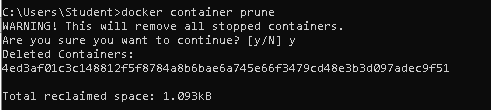 C:\Users\Student>docker container prune
WARNING! This will remove all stopped containers.
Are you sure you want to continue? [y/N] y
Deleted Containers:
4ed3af01c3c148812f5f8784a8b6bae6a745e66f3479cd48e3b3d097adec9f51
Total reclaimed space: 1.093kB